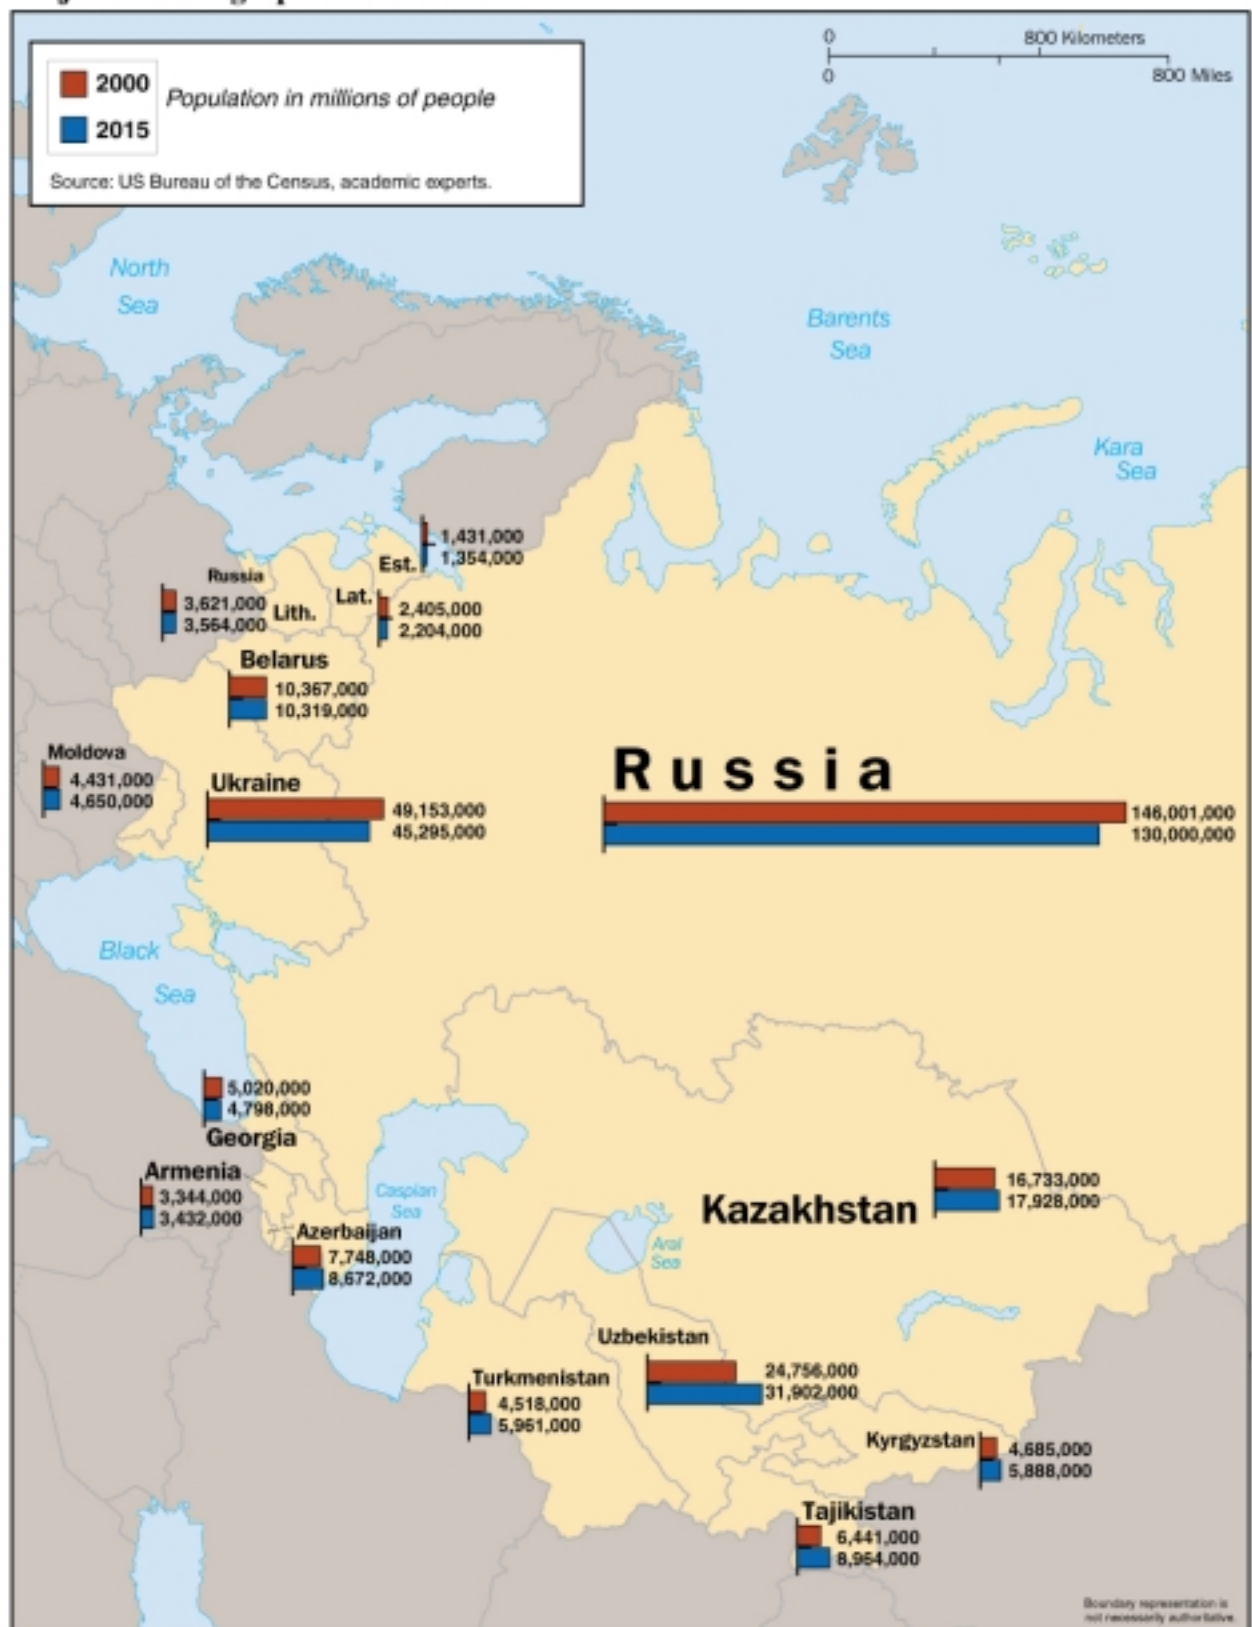 0 800 Kilometers
0 800 Miles
2000
Population in millions of people
2015
Source: US Bureau of the Census, academic experts.
North
Sea
Barents
Sea
Kara
Sea
1,431,000
1,354,000
Est.
Russia
3,621,000
3,564,000
Lith.
Lat.
2,405,000
2,204,000
Belarus
10,367,000
10,319,000
Moldova
4,431,000
4,650,000
Ukraine
49,153,000
45,295,000
Russia
146,001,000
130,000,000
Black
Sea
5,020,000
4,798,000
Georgia
Armenia
3,344,000
3,432,000
Caspian
Sea
Azerbaijan
7,748,000
8,672,000
Kazakhstan
16,733,000
17,928,000
Aral
Sea
Uzbekistan
24,756,000
31,902,000
Turkmenistan
4,518,000
5,961,000
Kyrgyzstan
4,685,000
5,888,000
Tajikistan
6,441,000
8,964,000
Boundary representation is
not necessarily authoritative.